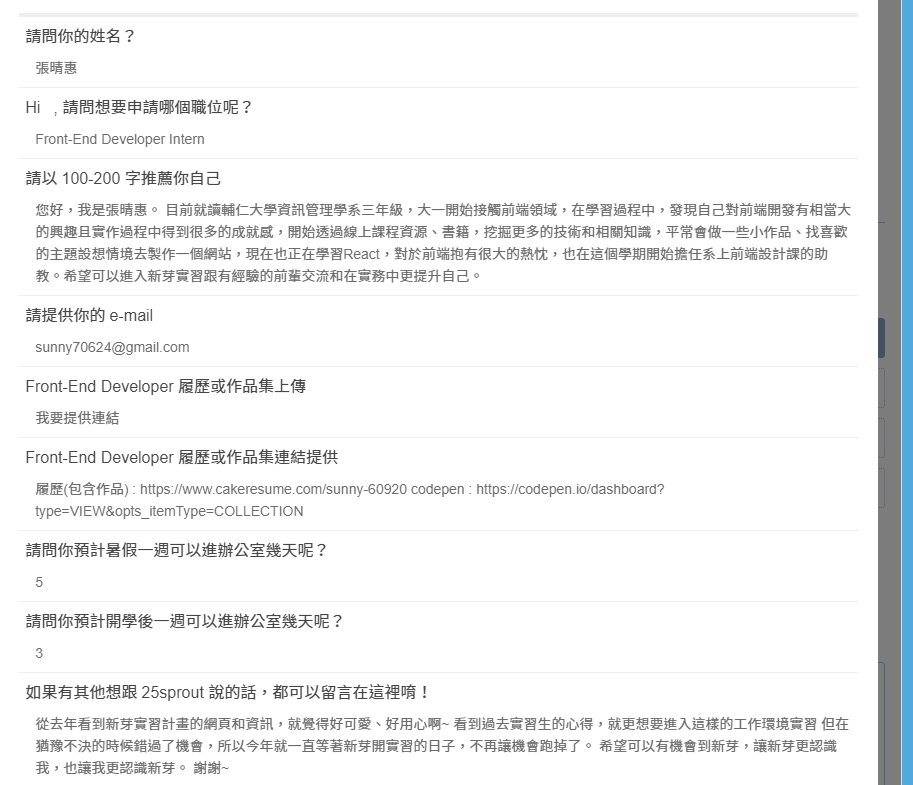 請問你的姓名？
張晴惠
Hi , 請問想要申請哪個職位呢？
Front-End Developer Intern
請以 100-200 字推薦你自己
您好，我是張晴惠。 目前就讀輔仁大學資訊管理學系三年級，大一開始接觸前端領域，在學習過程中，發現自己對前端開發有相當大
的興趣且實作過程中得到很多的成就感，開始透過線上課程資源、書籍，挖掘更多的技術和相關知識，平常會做一些小作品、找喜歡
的主題設想情境去製作一個網站，現在也正在學習React，對於前端抱有很大的熱忱，也在這個學期開始擔任系上前端設計課的助
教。希望可以進入新芽實習跟有經驗的前輩交流和在實務中更提升自己。
請提供你的 e-mail
sunny70624@gmail.com
Front-End Developer 履歷或作品集上傳
我要提供連結
Front-End Developer 履歷或作品集連結提供
履歷(包含作品) : https://www.cakeresume.com/sunny-60920 codepen : https://codepen.io/dashboard?
type=VIEW&opts_itemType=COLLECTION
請問你預計暑假一週可以進辦公室幾天呢？
5
請問你預計開學後一週可以進辦公室幾天呢？
3
如果有其他想跟 25sprout 說的話，都可以留言在這裡唷！
從去年看到新芽實習計畫的網頁和資訊，就覺得好可愛、好用心啊~ 看到過去實習生的心得，就更想要進入這樣的工作環境實習 但在
猶豫不決的時候錯過了機會，所以今年就一直等著新芽開實習的日子，不再讓機會跑掉了。 希望可以有機會到新芽，讓新芽更認識
我，也讓我更認識新芽。 謝謝~